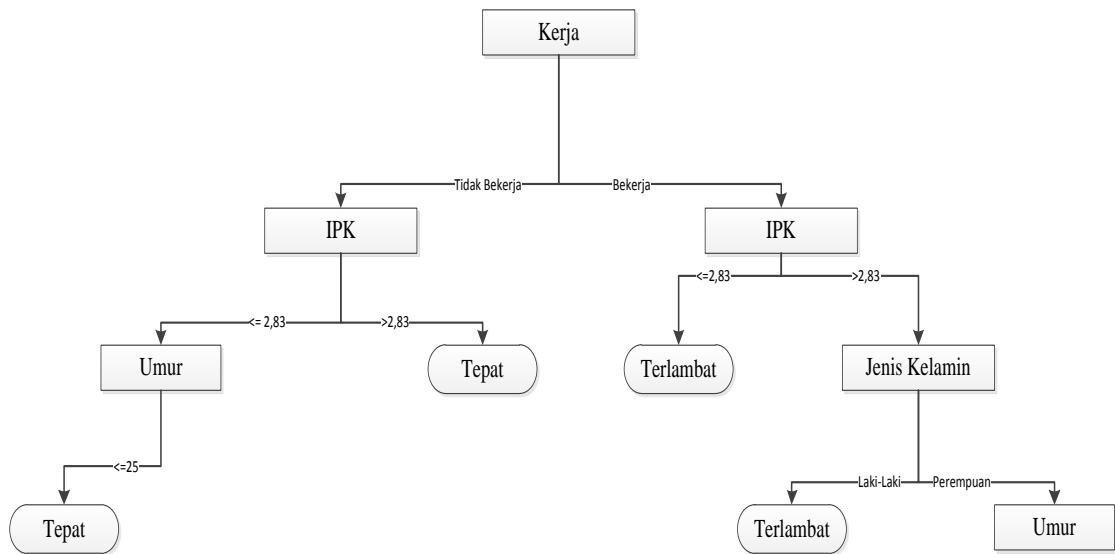 Kerja
Tidak Bekerja
Bekerja
IPK
IPK
<=2,83
>2,83
<= 2,83
>2,83
Umur
Tepat
Terlambat
Jenis Kelamin
<=25
Laki-Laki
Perempuan
Tepat
Terlambat
Umur